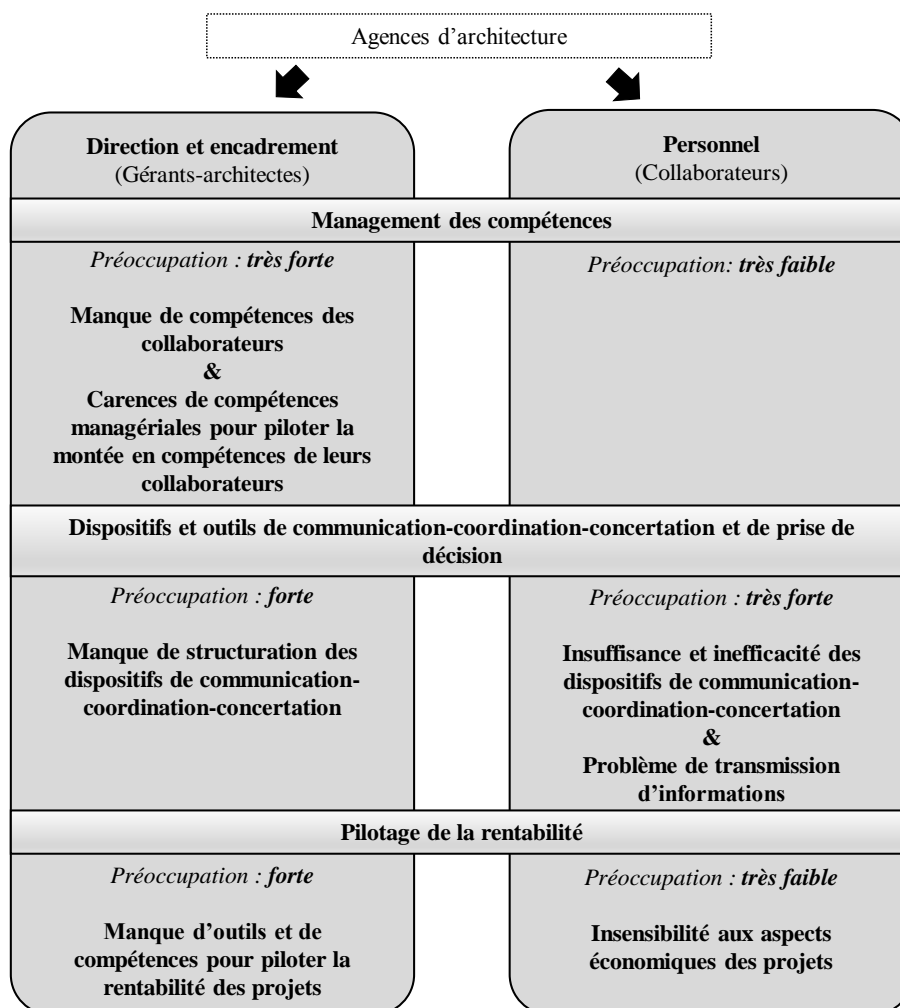 Agences d'architecture
Direction et encadrement
(Gérants-architectes)
Personnel
(Collaborateurs)
Management des compétences
Préoccupation : très forte
Manque de compétences des
collaborateurs
&
Carences de compétences
managériales pour piloter la
montée en compétences de leurs
collaborateurs
Préoccupation: très faible
Dispositifs et outils de communication-coordination-concertation et de prise de
décision
Préoccupation : forte
Manque de structuration des
dispositifs de communication-
coordination-concertation
Préoccupation : très forte
Insuffisance et inefficacité des
dispositifs de communication-
coordination-concertation
&
Problème de transmission
d'informations
Pilotage de la rentabilité
Préoccupation : forte
Manque d'outils et de
compétences pour piloter la
rentabilité des projets
Préoccupation : très faible
Insensibilité aux aspects
économiques des projets